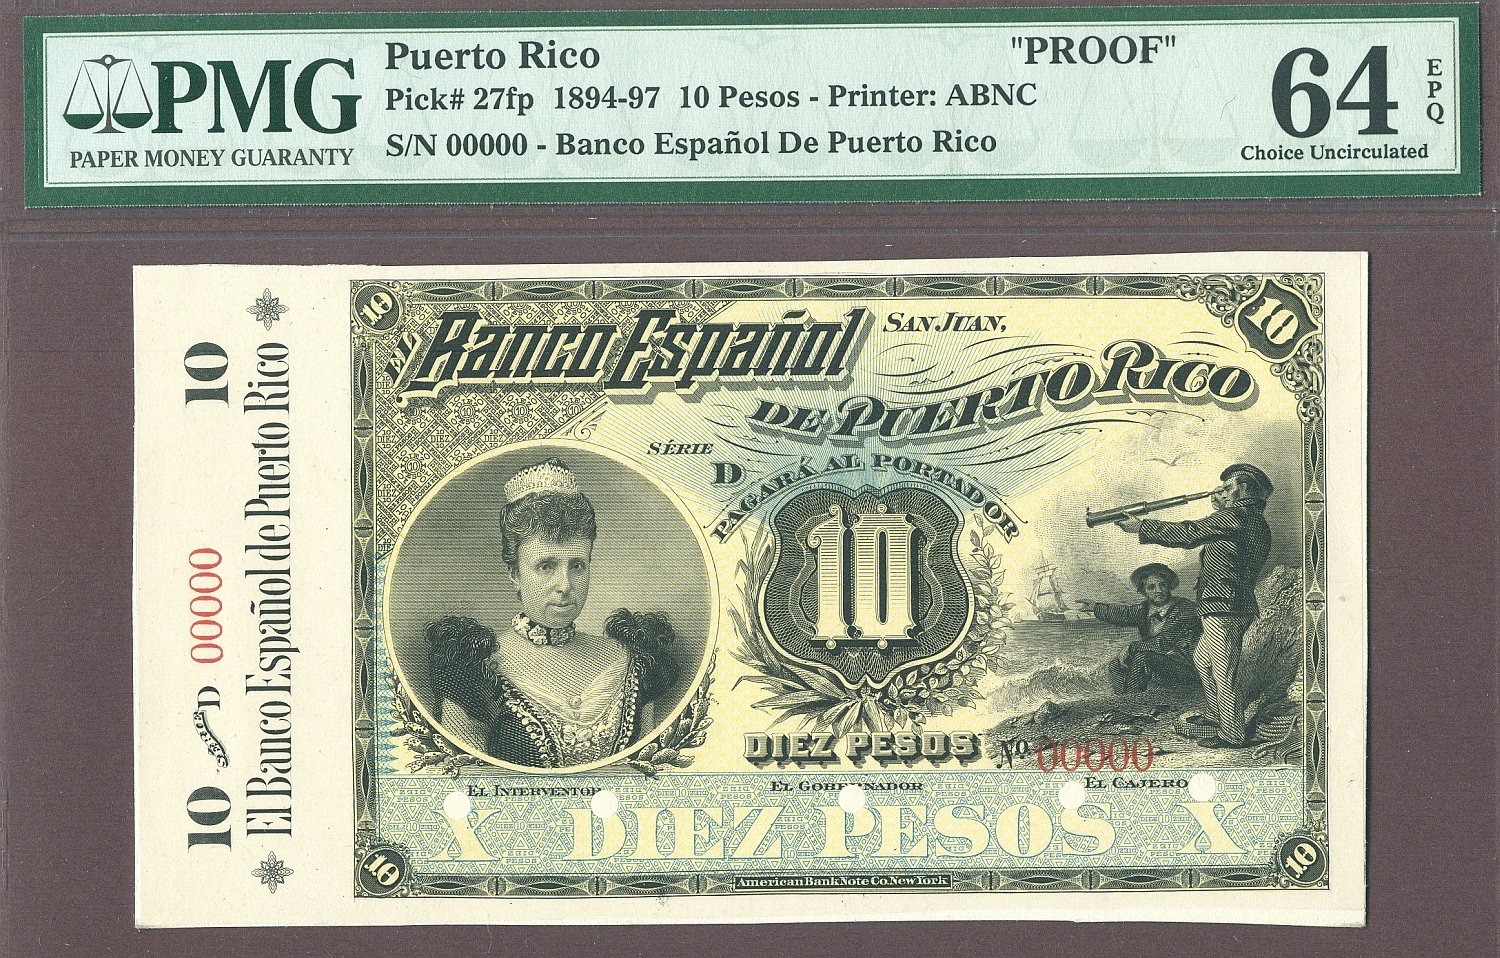 PMG
PAPER MONEY GUARANTY
Puerto Rico
"PROOF"
Pick# 27fp 1894-97 10 Pesos - Printer: ABNC
S/N 00000 - Banco Español De Puerto Rico
64
EPQ
Choice Uncirculated
10 SÉRIE D 00000 10
El Banco Español de Puerto Rico
10
10
EL Banco Español
SAN JUAN,
DE PUERTO RICO
SÉRIE
D
PAGARÁ AL PORTADOR
10
DIEZ PESOS
No. 00000
EL INTERVENTOR
EL GOBERNADOR
EL CAJERO
X DIEZ PESOS X
10
10
American Bank Note Co. New York